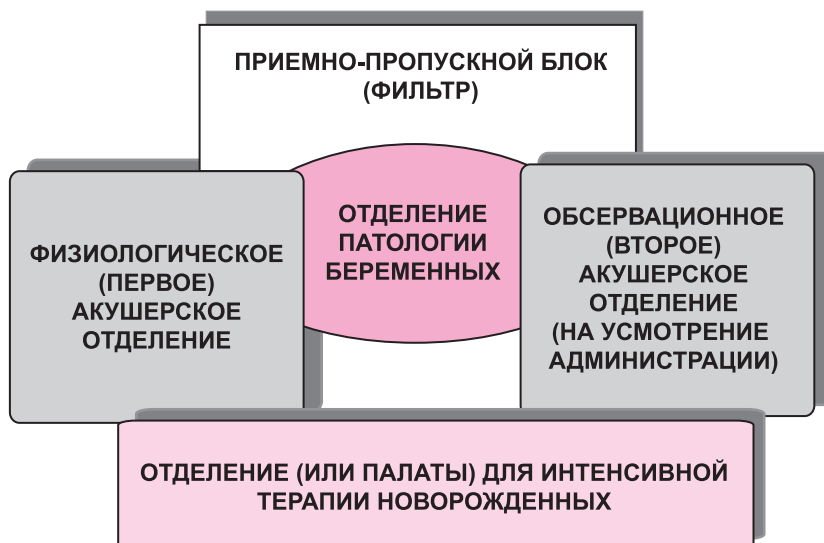 ПРИЕМНО-ПРОПУСКНОЙ БЛОК
(ФИЛЬТР)
ФИЗИОЛОГИЧЕСКОЕ
(ПЕРВОЕ)
АКУШЕРСКОЕ
ОТДЕЛЕНИЕ
ОТДЕЛЕНИЕ
ПАТОЛОГИИ
БЕРЕМЕННЫХ
ОБСЕРВАЦИОННОЕ
(ВТОРОЕ)
АКУШЕРСКОЕ
ОТДЕЛЕНИЕ
(НА УСМОТРЕНИЕ
АДМИНИСТРАЦИИ)
ОТДЕЛЕНИЕ (ИЛИ ПАЛАТЫ) ДЛЯ ИНТЕНСИВНОЙ
ТЕРАПИИ НОВОРОЖДЕННЫХ